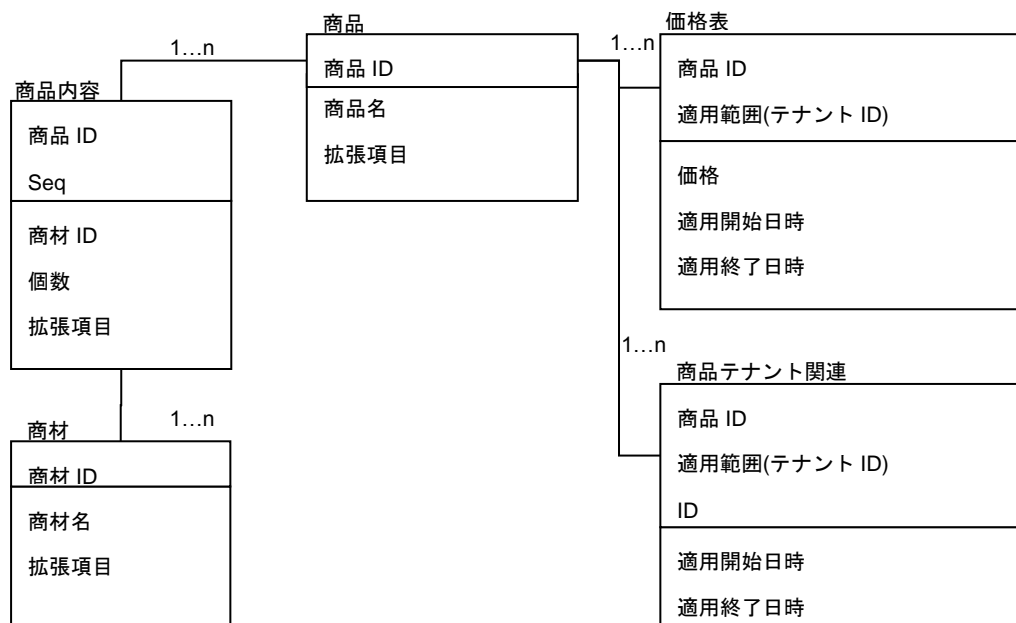 商品
商品 ID
商品名
拡張項目
1…n
商品内容
商品 ID
Seq
商材 ID
個数
拡張項目
1…n
商材
商材 ID
商材名
拡張項目
1…n
価格表
商品 ID
適用範囲(テナント ID)
価格
適用開始日時
適用終了日時
1…n
商品テナント関連
商品 ID
適用範囲(テナント ID)
ID
適用開始日時
適用終了日時